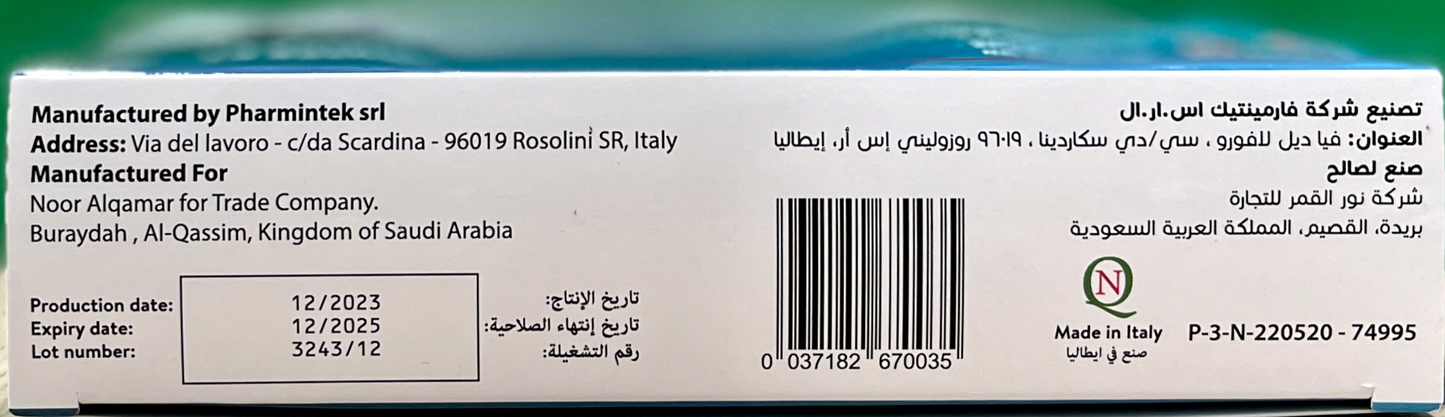 Manufactured by Pharmintek srl
Address: Via del lavoro - c/da Scardina - 96019 Rosolini SR, Italy
Manufactured For
Noor Alqamar for Trade Company.
Buraydah , Al-Qassim, Kingdom of Saudi Arabia
تصنيع شركة فارمينتيك اس.ار.ال
العنوان: فيا ديل لافورو ، سي/دي سكاردينا ، ٩٦٠١٩ روزوليني إس أر، إيطاليا
صنع لصالح
شركة نور القمر للتجارة
بريدة، القصيم، المملكة العربية السعودية
Production date: 12/2023 تاريخ الإنتاج:
Expiry date: 12/2025 تاريخ إنتهاء الصلاحية:
Lot number: 3243/12 رقم التشغيلة:
0 037182 670035
QN
Made in Italy P-3-N-220520 - 74995
صنع في ايطاليا